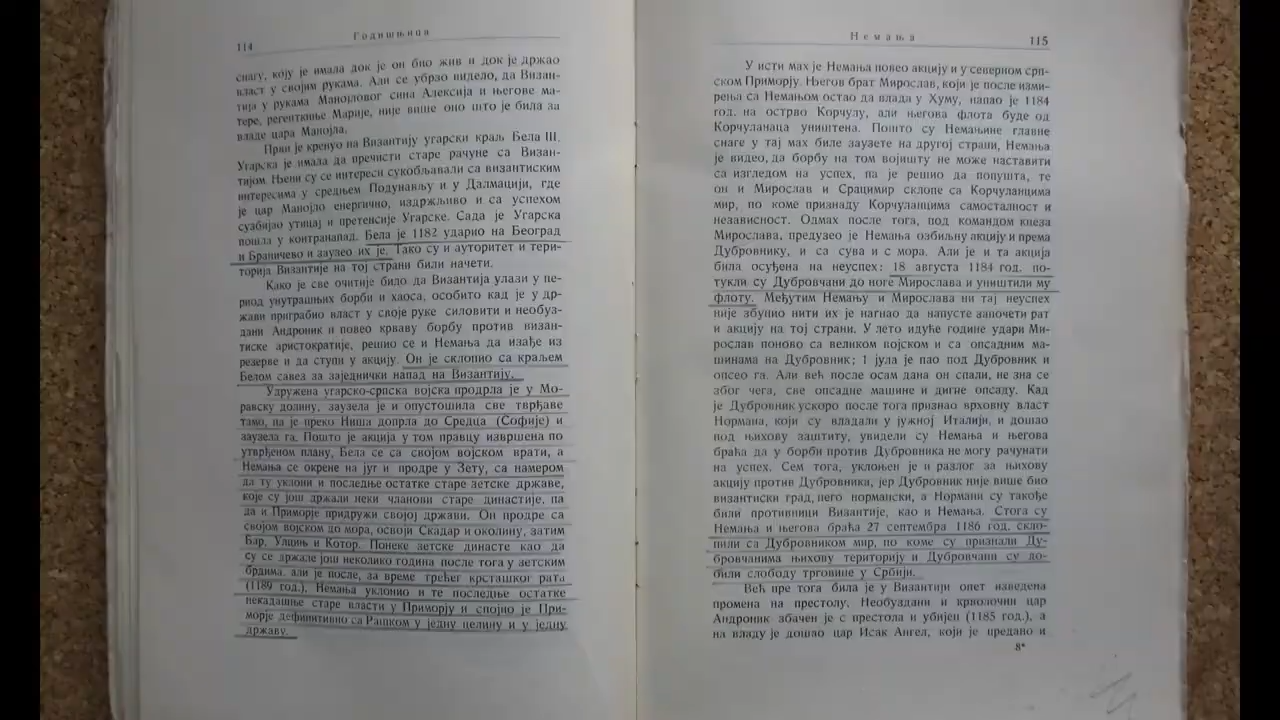 114
Годишњици
снагу, коју је имала док је он био жив и док је држао
власт у својим рукама. Али се убрзо видело, да Визан-
тија у рукама Манојловог сина Алексија и његове ма-
тере, регенткиње Марије, није више оно што је била за
владе цара Манојла.
Први је кренуо на Византију угарски краљ Бела III.
Угарска је имала да пречисти старе рачуне са Визан-
тијом. Њени су се интереси сукобљавали са византиским
интересима у средњем Подунављу и у Далмацији, где
је цар Манојло енергично, издржљиво и са успехом
сузбијао утицај и претенсије Угарске. Сада је Угарска
пошла у контранапад. Бела је 1182 ударио на Београд
и Браничево и заузео их је. Тако су и ауторитет и тери-
торија Византије на тој страни били начети.
Како је све очитије бидо да Византија улази у пе-
риод унутрашњих борби и хаоса, особито кад је у др-
жави приграбио власт у своје руке силовити и необуз-
дани Андроник и повео крваву борбу против визан-
тиске аристократије, решио се и Немања да изађе из
резерве и да ступи у акцију. Он је склопио са краљем
Белом савез за заједнички напад на Византију.
Удружена угарско-српска војска продрла је у Мо-
равску долину, заузела је и опустошила све тврђаве
тамо, па је преко Ниша допрла до Средца (Софије) и
заузела га. Пошто је акција у том правцу извршена по
утврђеном плану, Бела се са својом војском врати, а
Немања се окрене на југ и продре у Зету, са намером
да ту уклони и последње остатке старе зетске државе,
које су још држали неки чланови старе династије, па
да и Приморје придружи својој држави. Он продре са
својом војском до мора, освоји Скадар и околину, затим
Бар, Улцињ и Котор. Понеке зетске династе као да
су се држале још неколико година после тога у зетским
брдима, али је после, за време трећег крсташког рата
(1189 год.), Немања уклонио и те последње остатке
некадашње старе власти у Приморју и спојио је При-
морје дефинитивно са Рашком у једну целину и у једну
државу.
Немања
115
У исти мах је Немања повео акцију и у северном срп-
ском Приморју. Његов брат Мирослав, који је после изми-
рења са Немањом остао да влада у Хуму, напао је 1184
год. на острво Корчулу, али његова флота буде од
Корчуланаца уништена. Пошто су Немањине главне
снаге у тај мах биле заузете на другој страни, Немања
је видео, да борбу на том војишту не може наставити
са изгледом на успех, па је решио да попушта, те
он и Мирослав и Срацимир склопе са Корчуланцима
мир, по коме признаду Корчуланцима самосталност и
независност. Одмах после тога, под командом кнеза
Мирослава, предузео је Немања озбиљну акцију и према
Дубровнику, и са сува и с мора. Али је и та акција
била осуђена на неуспех: 18 августа 1184 год. по-
тукли су Дубровчани до ноге Мирослава и уништили му
флоту. Међутим Немању и Мирослава ни тај неуспех
није збунио нити их је нагнао да напусте започети рат
и акцију на тој страни. У лето идуће године удари Ми-
рослав поново са великом војском и са опсадним ма-
шинама на Дубровник; 1 јула је пао под Дубровник и
опсео га. Али већ после осам дана он спали, не зна се
због чега, све опсадне машине и дигне опсаду. Кад
је Дубровник ускоро после тога признао врховну власт
Нормана, који су владали у јужној Италији, и дошао
под њихову заштиту, увидели су Немања и његова
браћа да у борби против Дубровника не могу рачунати
на успех. Сем тога, уклоњен је и разлог за њихову
акцију против Дубровника, јер Дубровник није више био
византиски град, него нормански, а Нормани су такође
били противници Византије, као и Немања. Стога су
Немања и његова браћа 27 септембра 1186 год. скло-
пили са Дубровником мир, по коме су признали Ду-
бровчанима њихову територију и Дубровчани су до-
били слободу трговине у Србији.
Већ пре тога била је у Византији опет изведена
промена на престолу. Необуздани и крволочни цар
Андроник збачен је с престола и убијен (1185 год.), а
на владу је дошао цар Исак Ангел, који је предано и
8*